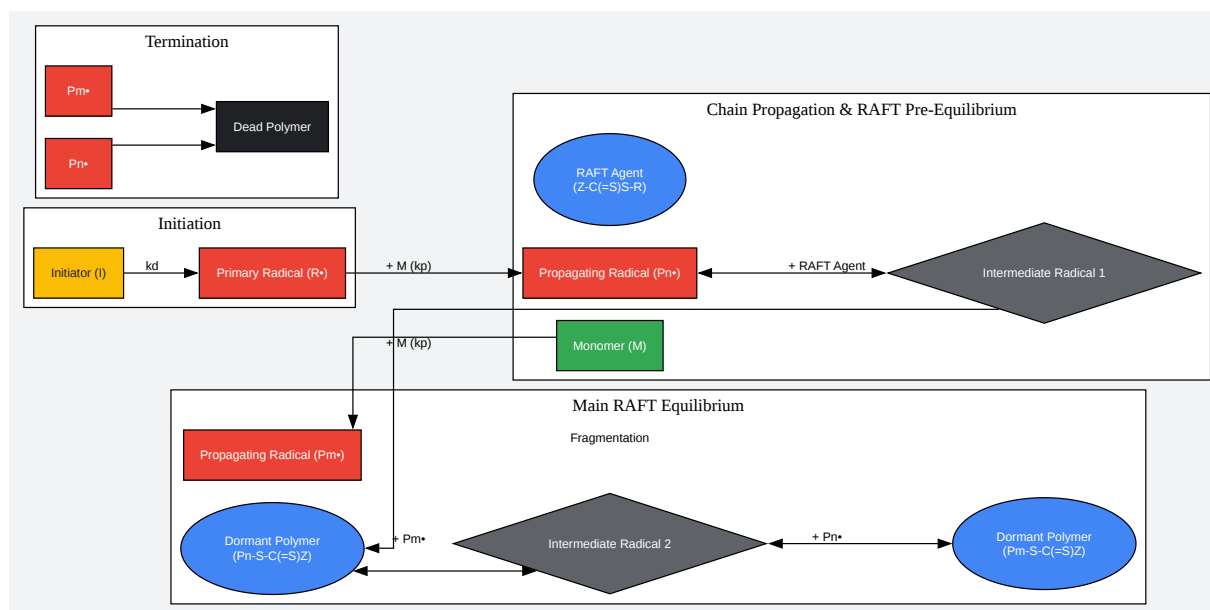 Termination
Pm•
Dead Polymer
Pn•
Chain Propagation & RAFT Pre-Equilibrium
RAFT Agent
(Z-C(=S)S-R)
Initiation
Initiator (I)
kd
Primary Radical (R•)
+ M (kp)
Propagating Radical (Pn•)
+ RAFT Agent
Intermediate Radical 1
+ M (kp)
Monomer (M)
Main RAFT Equilibrium
Fragmentation
Propagating Radical (Pm•)
Dormant Polymer
(Pn-S-C(=S)Z)
+ Pm•
Intermediate Radical 2
+ Pn•
Dormant Polymer
(Pm-S-C(=S)Z)